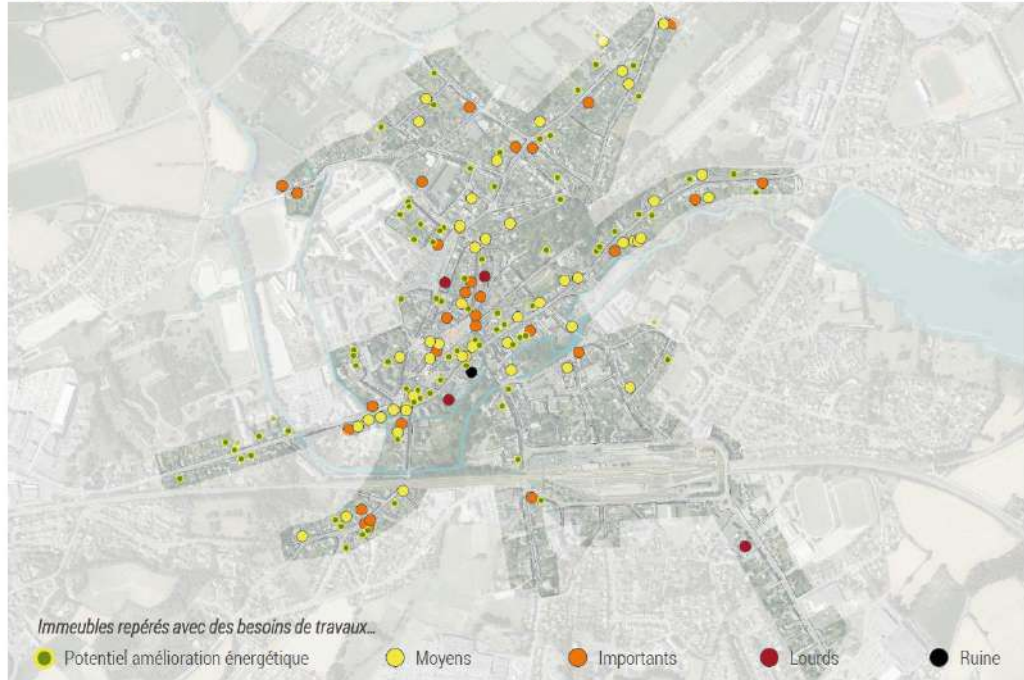 Immeubles repérés avec des besoins de travaux...
Potentiel amélioration énergétique
Moyens
Importants
Lourds
Ruine